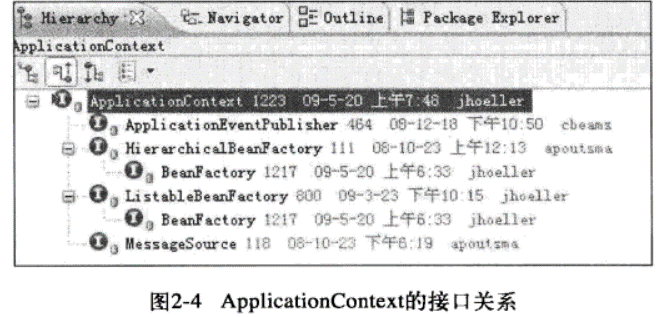 Hierarchy Navigator Outline Package Explorer
ApplicationContext
ApplicationContext 1223 09-5-20 上午7:48 jhoeller
ApplicationEventPublisher 464 08-12-18 下午10:50 cbeams
HierarchicalBeanFactory 111 08-10-23 上午12:13 apoutsma
BeanFactory 1217 09-5-20 上午6:33 jhoeller
ListableBeanFactory 800 09-3-23 下午10:15 jhoeller
BeanFactory 1217 09-5-20 上午6:33 jhoeller
MessageSource 118 08-10-23 下午6:19 apoutsma
图2-4 ApplicationContext的接口关系